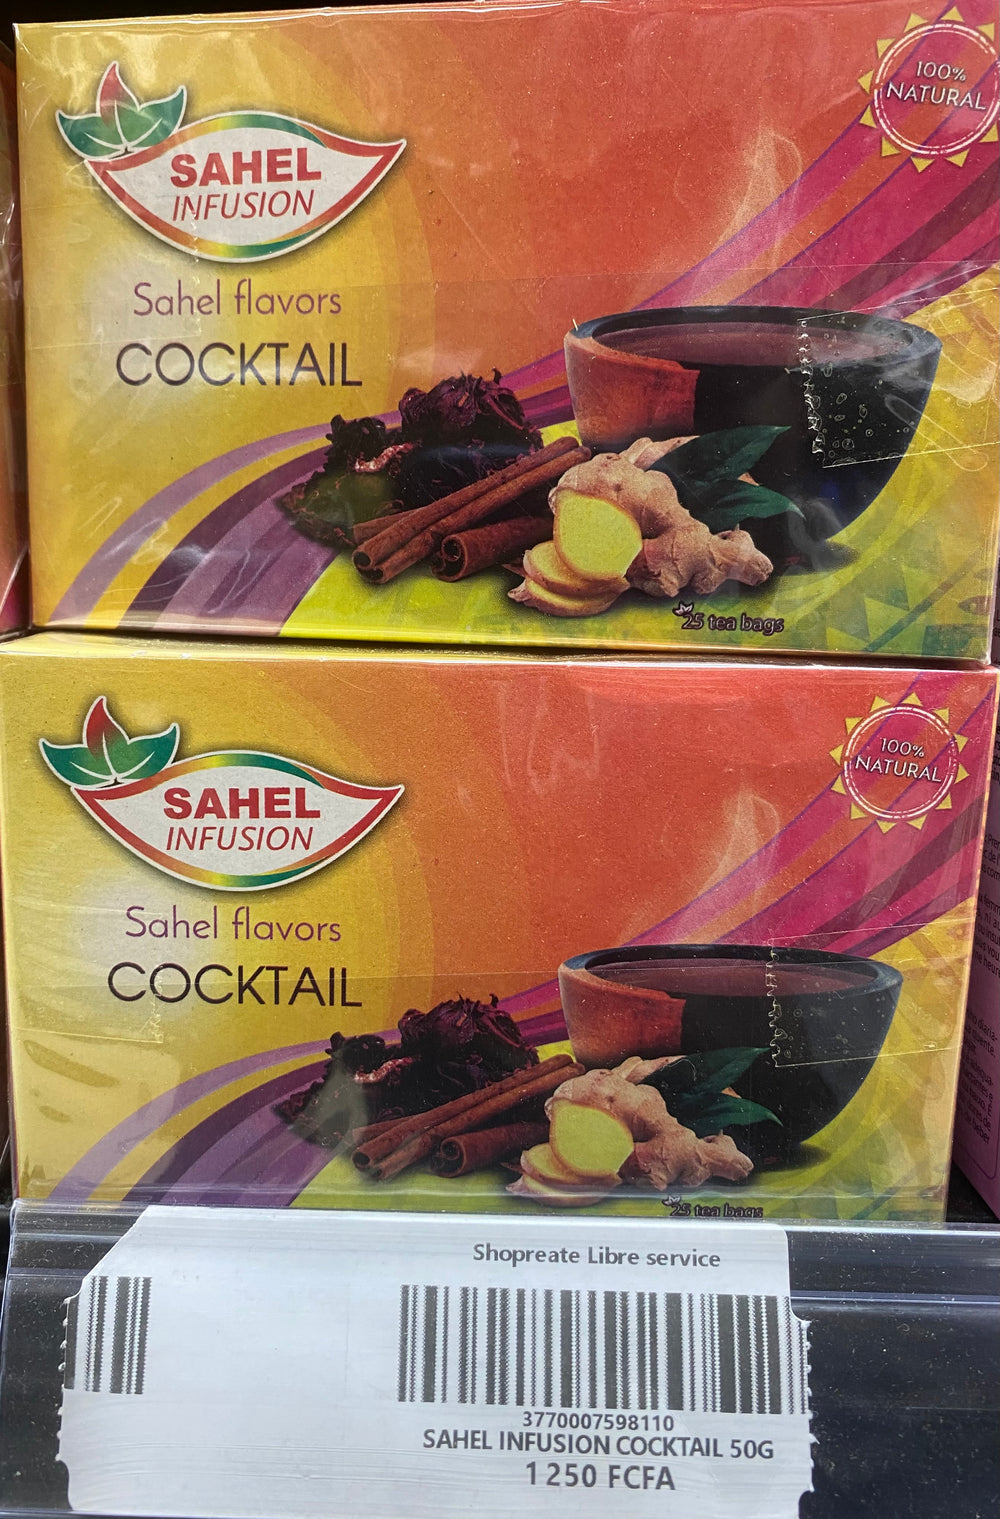 100%
NATURAL
SAHEL
INFUSION
Sahel flavors
COCKTAIL
25 tea bags
100%
NATURAL
SAHEL
INFUSION
Sahel flavors
COCKTAIL
25 tea bags
Shopreate Libre service
3770007598110
SAHEL INFUSION COCKTAIL 50G
1 250 FCFA